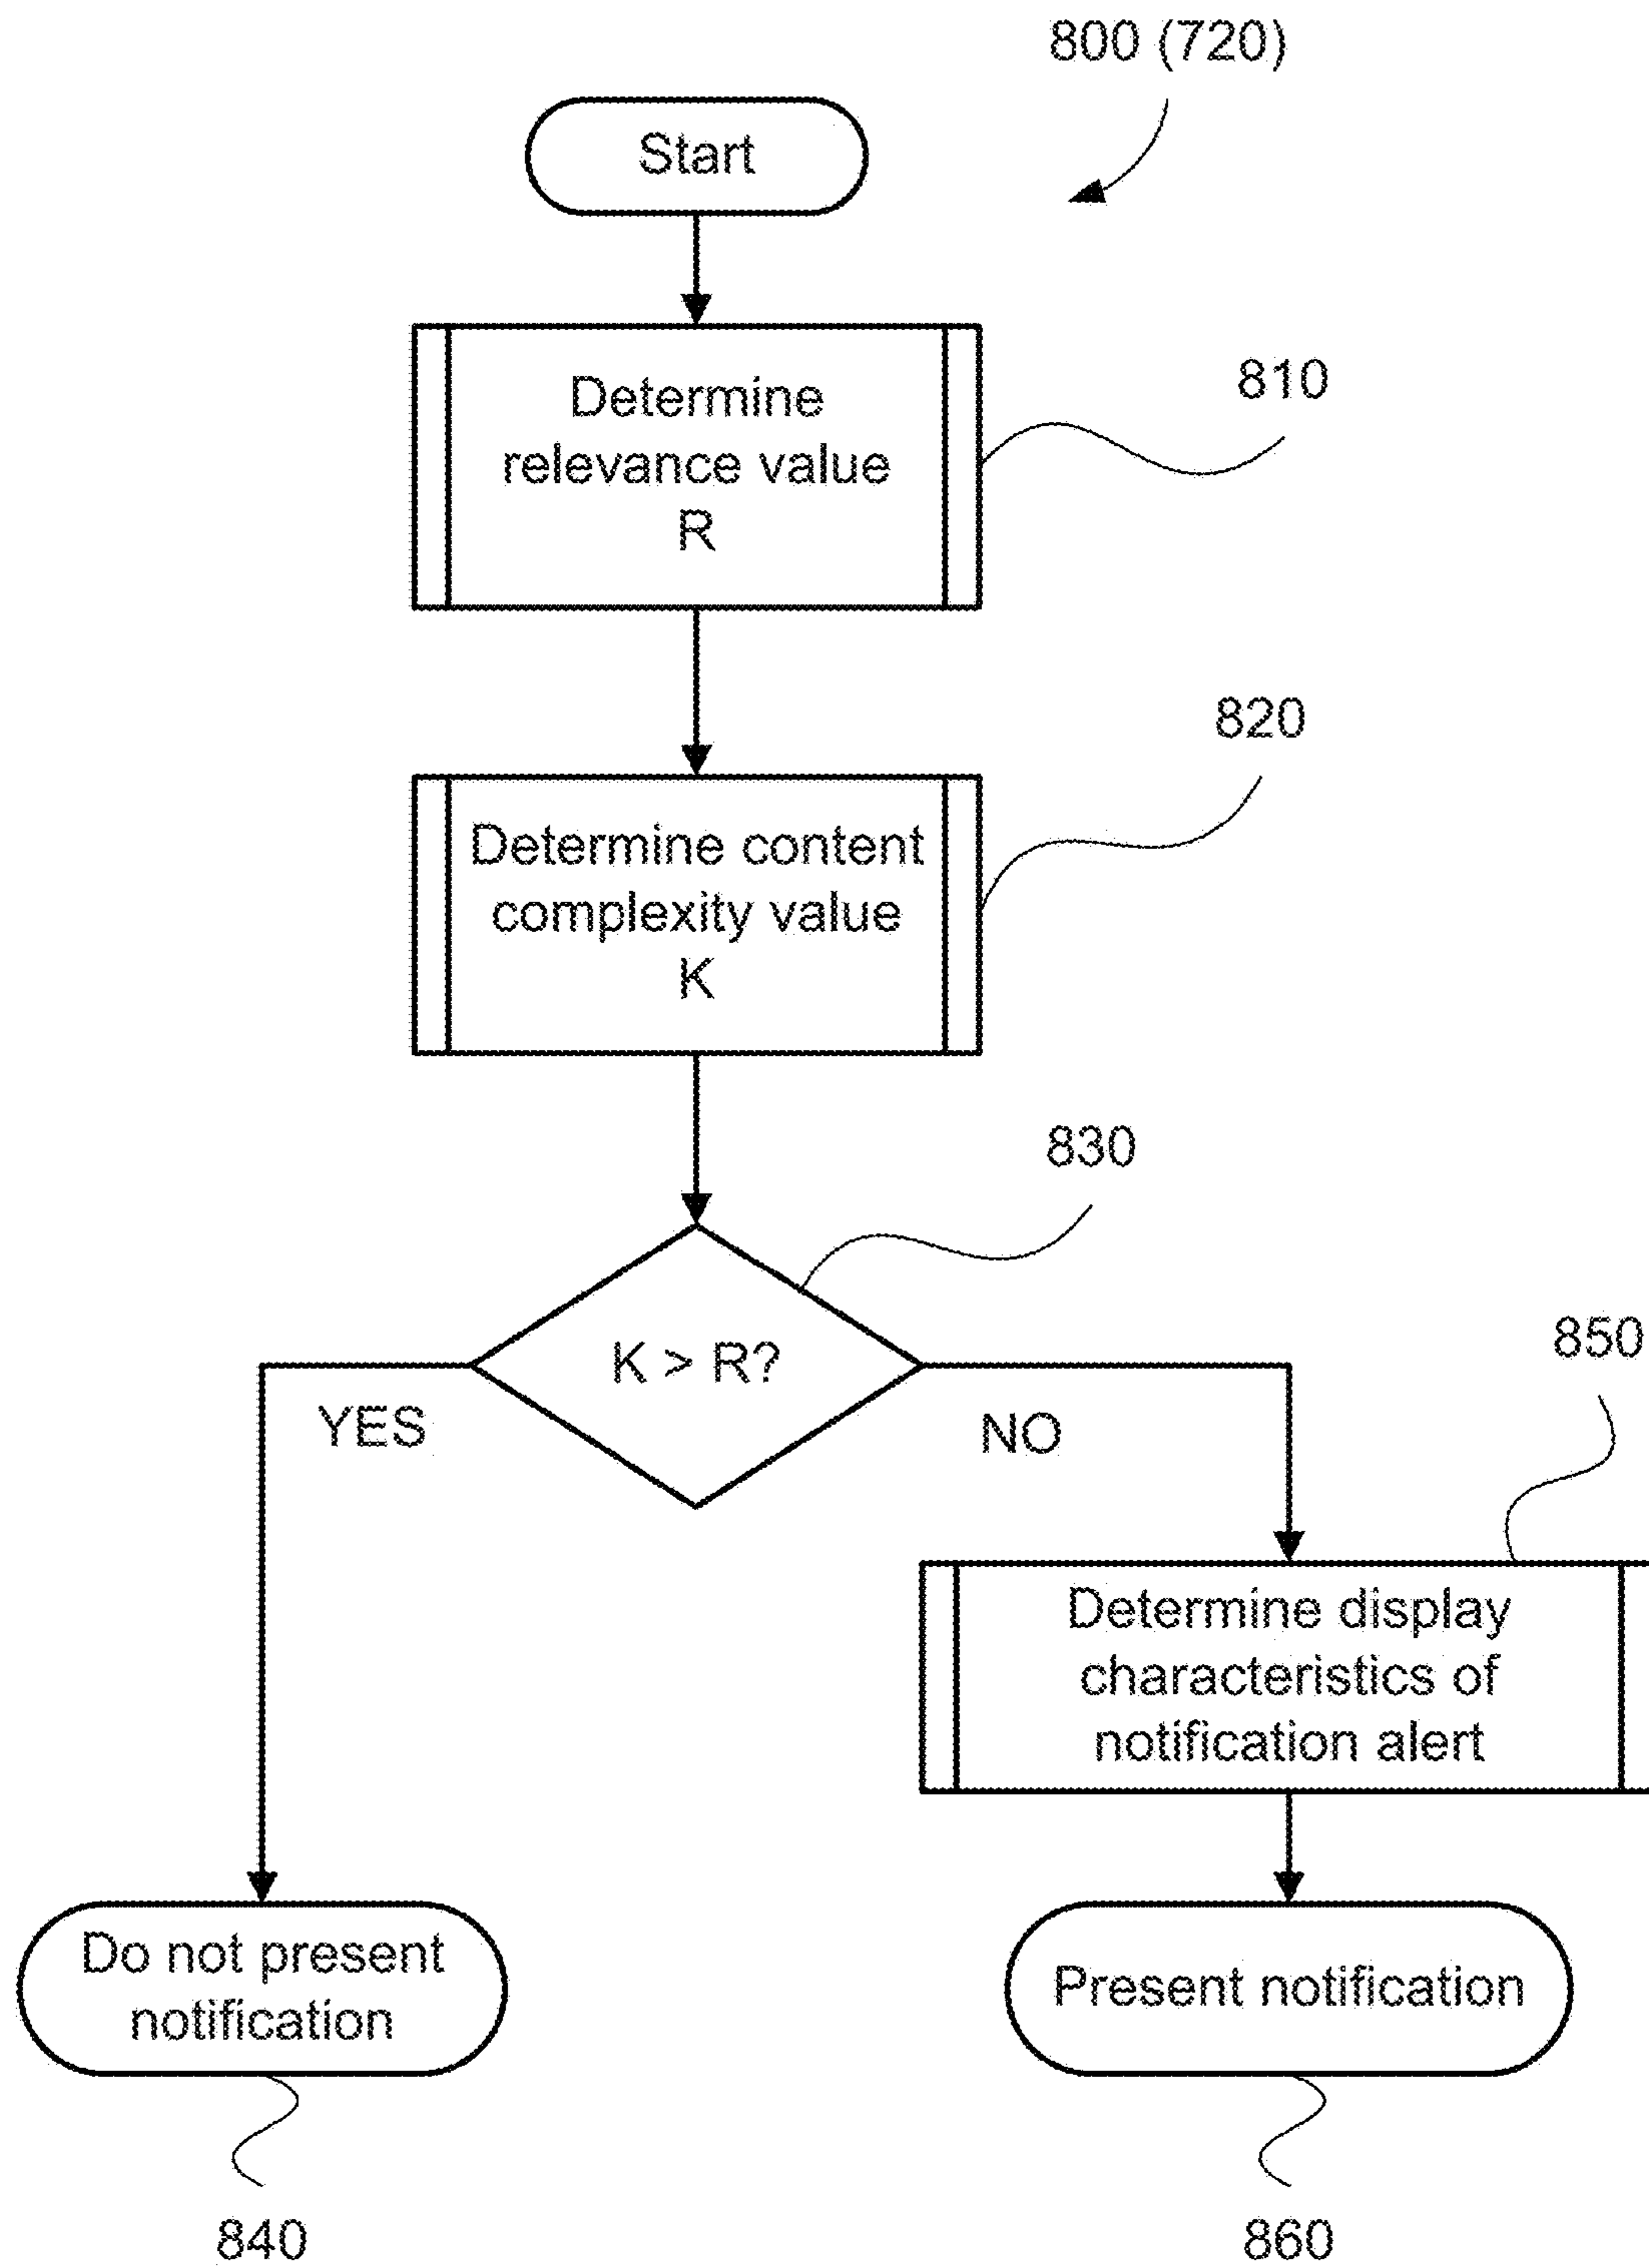 800 (720)
Start
Determine
relevance value
R
810
Determine content
complexity value
K
820
830
K > R?
YES
NO
850
Determine display
characteristics of
notification alert
Do not present
notification
Present notification
840
860